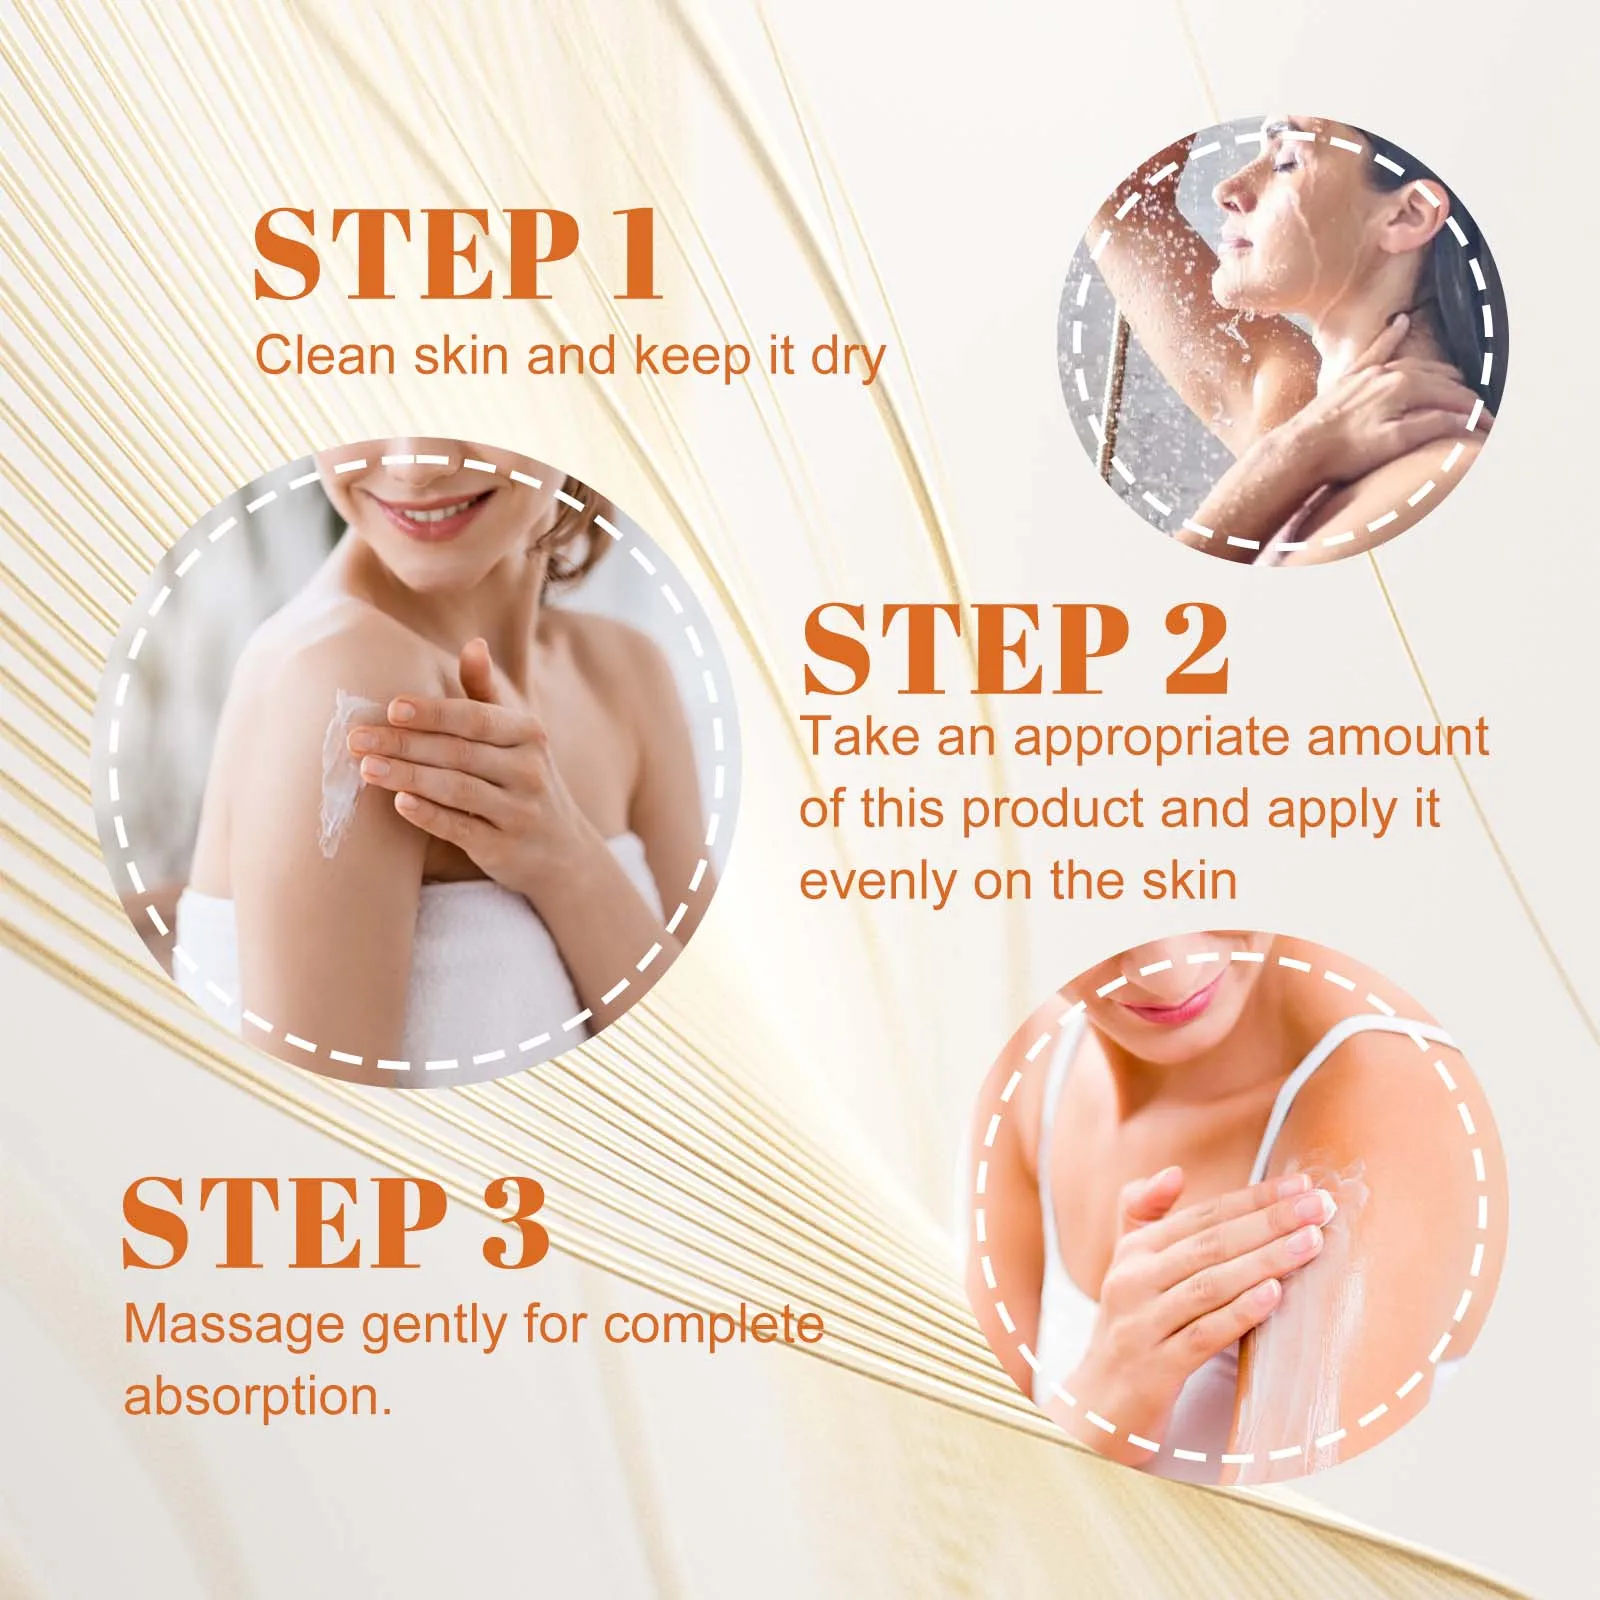 STEP 1
Clean skin and keep it dry
STEP 2
Take an appropriate amount
of this product and apply it
evenly on the skin
STEP 3
Massage gently for complete
absorption.